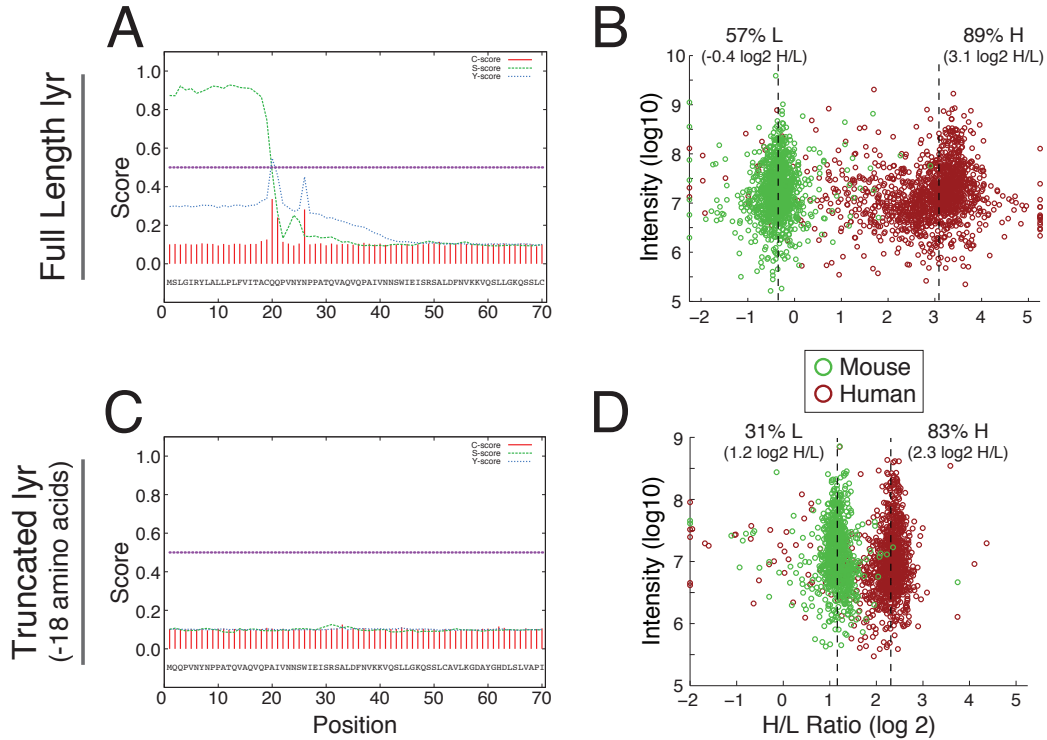 A
Full Length lyr
C-score
S-score
Y-score
1.0
0.8
0.6
0.4
0.2
0.0
Score
MSLGIRYLALLPLFVITACQQPVNYNPPATQVAQVQPAIVNNSWIEISRSALDFNVKKVQSLLGKQSSLC
0 10 20 30 40 50 60 70
B
57% L
(-0.4 log2 H/L)
89% H
(3.1 log2 H/L)
10
9
8
7
6
5
Intensity (log10)
−2 −1 0 1 2 3 4 5
Mouse
Human
C
Truncated lyr
(-18 amino acids)
C-score
S-score
Y-score
1.0
0.8
0.6
0.4
0.2
0.0
Score
MQQPVNYNPPATQVAQVQPAIVNNSWIEISRSALDFNVKKVQSLLGKQSSLCAVLKGDAYGHDLSLVAPI
0 10 20 30 40 50 60 70
Position
D
31% L
(1.2 log2 H/L)
83% H
(2.3 log2 H/L)
9
8
7
6
5
Intensity (log10)
−2 −1 0 1 2 3 4 5
H/L Ratio (log 2)